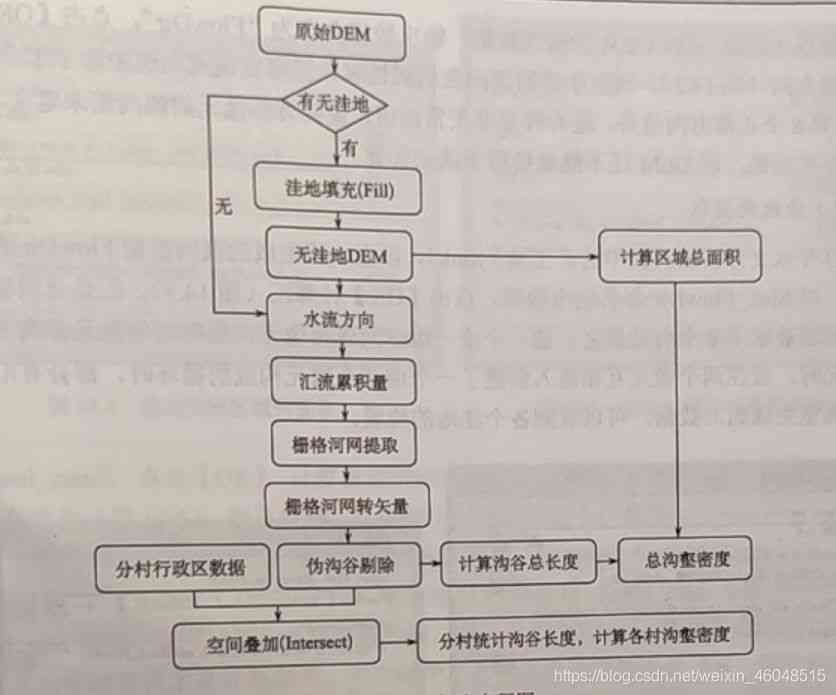 原始DEM
有无洼地
有
无
洼地填充(Fill)
无洼地DEM
计算区域总面积
水流方向
汇流累积量
栅格河网提取
栅格河网转矢量
分村行政区数据
伪沟谷剔除
计算沟谷总长度
总沟壑密度
空间叠加(Intersect)
分村统计沟谷长度，计算各村沟壑密度
https://blog.csdn.net/weixin_46048515